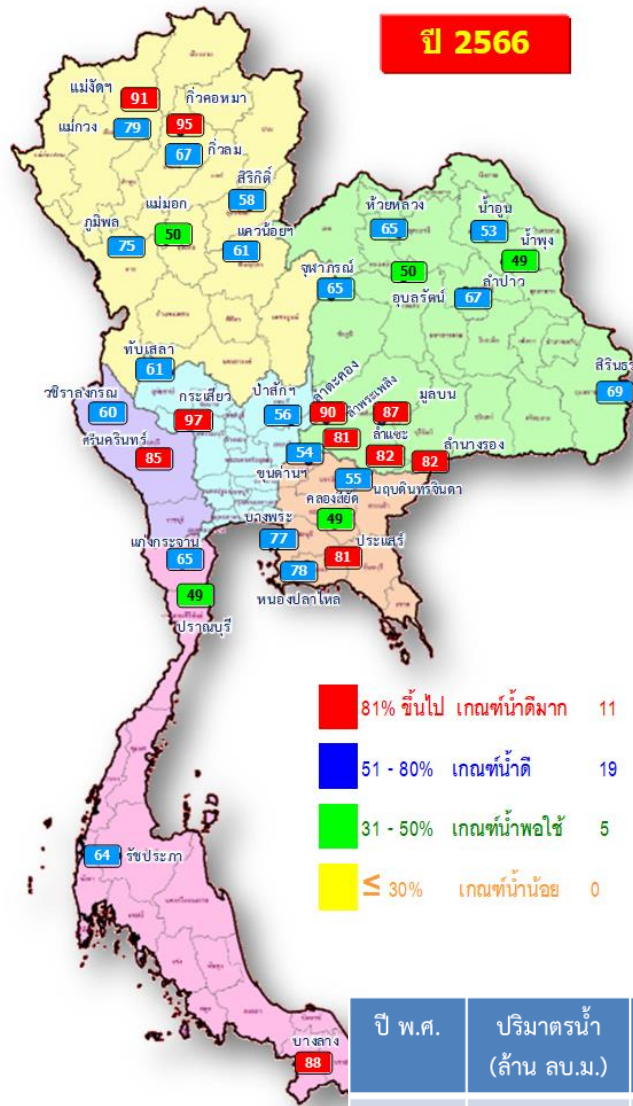 ปี 2566
แม่งัดฯ
91
กิ่วคอหมา
95
แม่กวง
79
67
กิ่วลม
สิริกิติ์
58
แม่มอก
50
ภูมิพล
75
แควน้อยฯ
61
ห้วยหลวง
65
น้ำอูน
53
น้ำพุง
49
จุฬาภรณ์
65
50
อุบลรัตน์
ลำปาว
67
สิรินธร
69
ทับเสลา
61
วชิราลงกรณ
60
กระเสียว
97
ป่าสักฯ
56
ลำตะคอง
90
ลำพระเพลิง
81
มูลบน
87
ลำแซะ
82
ลำนางรอง
82
ศรีนครินทร์
85
54
ขุนด่านฯ
55
นฤบดินทรจินดา
คลองสียัด
49
บางพระ
77
ประแสร์
81
78
หนองปลาไหล
แก่งกระจาน
65
49
ปราณบุรี
81% ขึ้นไป เกณฑ์น้ำดีมาก 11
51 - 80% เกณฑ์น้ำดี 19
31 - 50% เกณฑ์น้ำพอใช้ 5
≤ 30% เกณฑ์น้ำน้อย 0
64 รัชประภา
บางลาง
88
ปี พ.ศ. ปริมาตรน้ำ
(ล้าน ลบ.ม.)